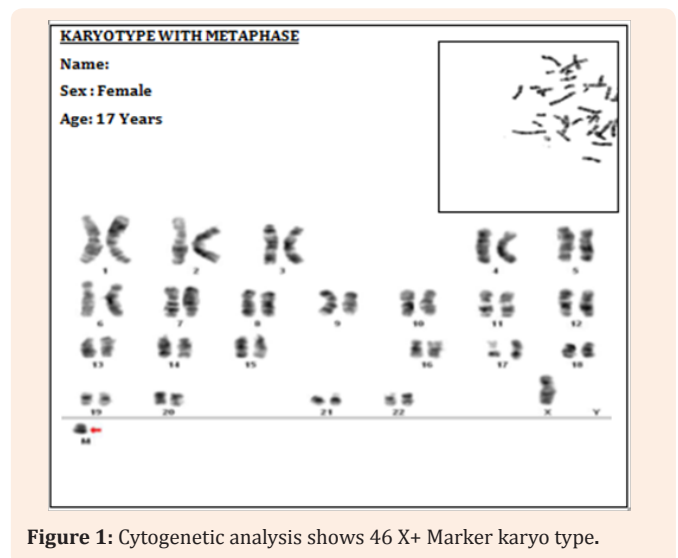 KARYOTYPE WITH METAPHASE
Name:
Sex : Female
Age: 17 Years
1 2 3 4 5
6 7 8 9 10 11 12
13 14 15 16 17 18
19 20 21 22 X Y
M
Figure 1: Cytogenetic analysis shows 46 X+ Marker karyo type.